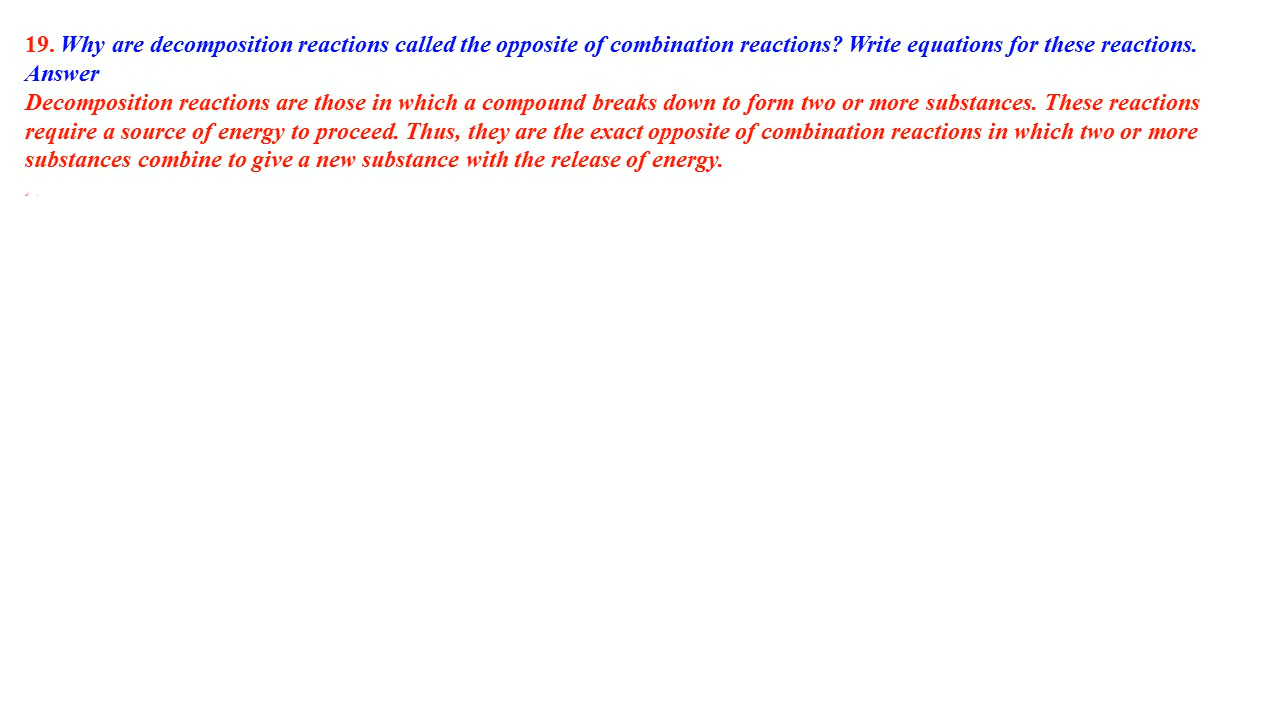 19. Why are decomposition reactions called the opposite of combination reactions? Write equations for these reactions.
Answer
Decomposition reactions are those in which a compound breaks down to form two or more substances. These reactions
require a source of energy to proceed. Thus, they are the exact opposite of combination reactions in which two or more
substances combine to give a new substance with the release of energy.